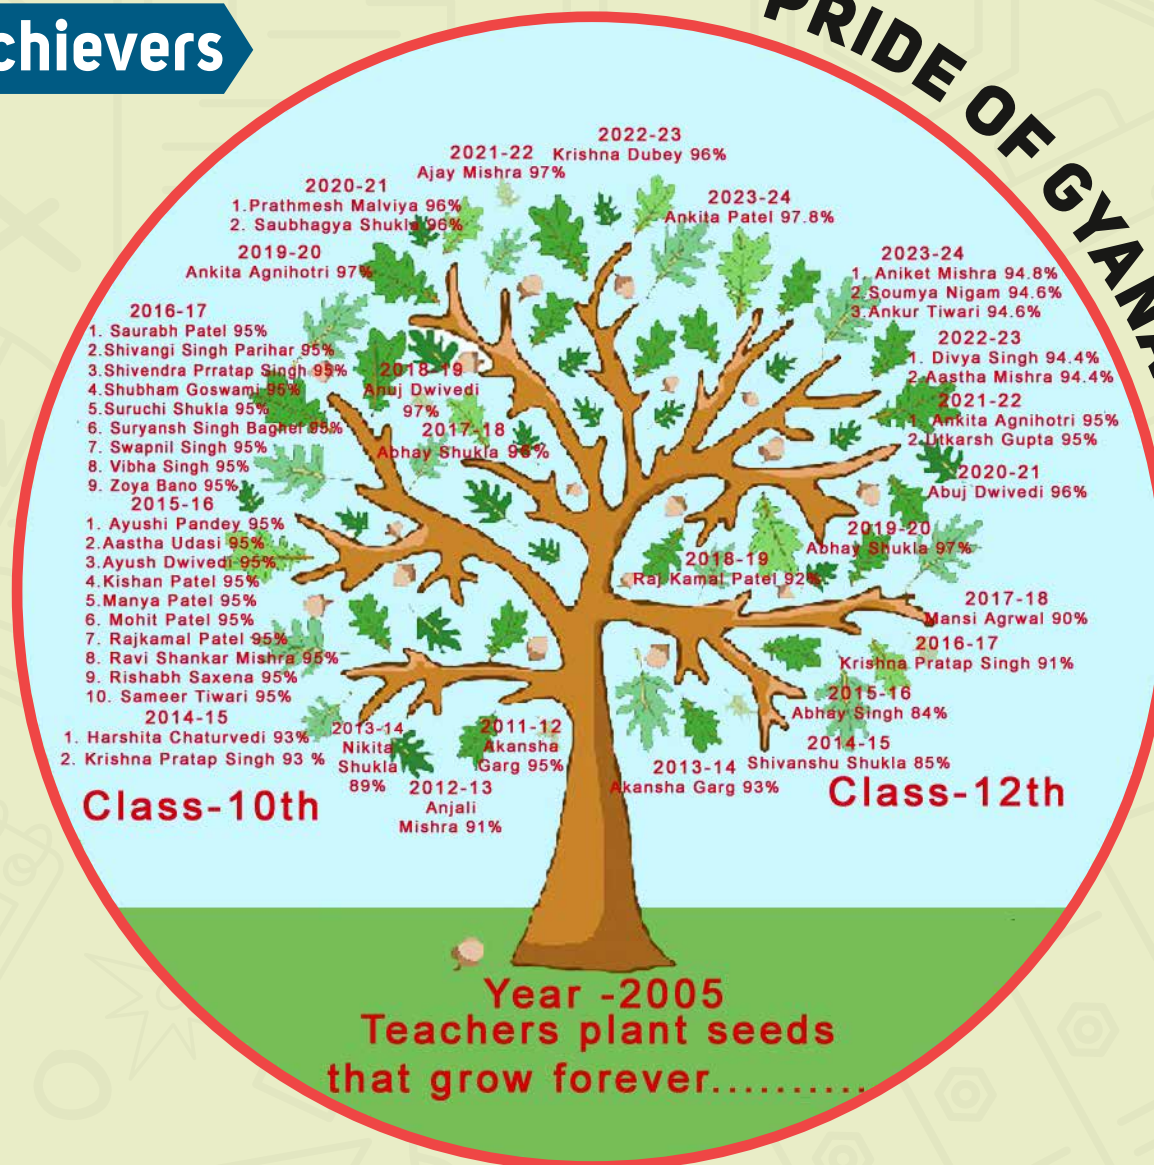 chievers
PRIDE OF GYANA
2022-23
Krishna Dubey 96%
2021-22
Ajay Mishra 97%
2020-21
1.Prathmesh Malviya 96%
2. Saubhagya Shukla 96%
2019-20
Ankita Agnihotri 97%
2018-19
Anuj Dwivedi
97%
2017-18
Abhay Shukla 96%
2016-17
1. Saurabh Patel 95%
2.Shivangi Singh Parihar 95%
3.Shivendra Prratap Singh 95%
4.Shubham Goswami 95%
5.Suruchi Shukla 95%
6. Suryansh Singh Baghel 95%
7. Swapnil Singh 95%
8. Vibha Singh 95%
9. Zoya Bano 95%
2015-16
1. Ayushi Pandey 95%
2.Aastha Udasi 95%
3.Ayush Dwivedi 95%
4.Kishan Patel 95%
5.Manya Patel 95%
6. Mohit Patel 95%
7. Rajkamal Patel 95%
8. Ravi Shankar Mishra 95%
9. Rishabh Saxena 95%
10. Sameer Tiwari 95%
2014-15
1. Harshita Chaturvedi 93%
2. Krishna Pratap Singh 93 %
2013-14
Nikita
Shukla
89%
2012-13
Anjali
Mishra 91%
2011-12
Akansha
Garg 95%
Class-10th
2023-24
Ankita Patel 97.8%
2023-24
1. Aniket Mishra 94.8%
2.Soumya Nigam 94.6%
3.Ankur Tiwari 94.6%
2022-23
1. Divya Singh 94.4%
2.Aastha Mishra 94.4%
2021-22
1. Ankita Agnihotri 95%
2.Utkarsh Gupta 95%
2020-21
Abuj Dwivedi 96%
2019-20
Abhay Shukla 97%
2018-19
Raj Kamal Patel 92%
2017-18
Mansi Agrwal 90%
2016-17
Krishna Pratap Singh 91%
2015-16
Abhay Singh 84%
2014-15
Shivanshu Shukla 85%
2013-14
Akansha Garg 93%
Class-12th
Year -2005
Teachers plant seeds
that grow forever..........